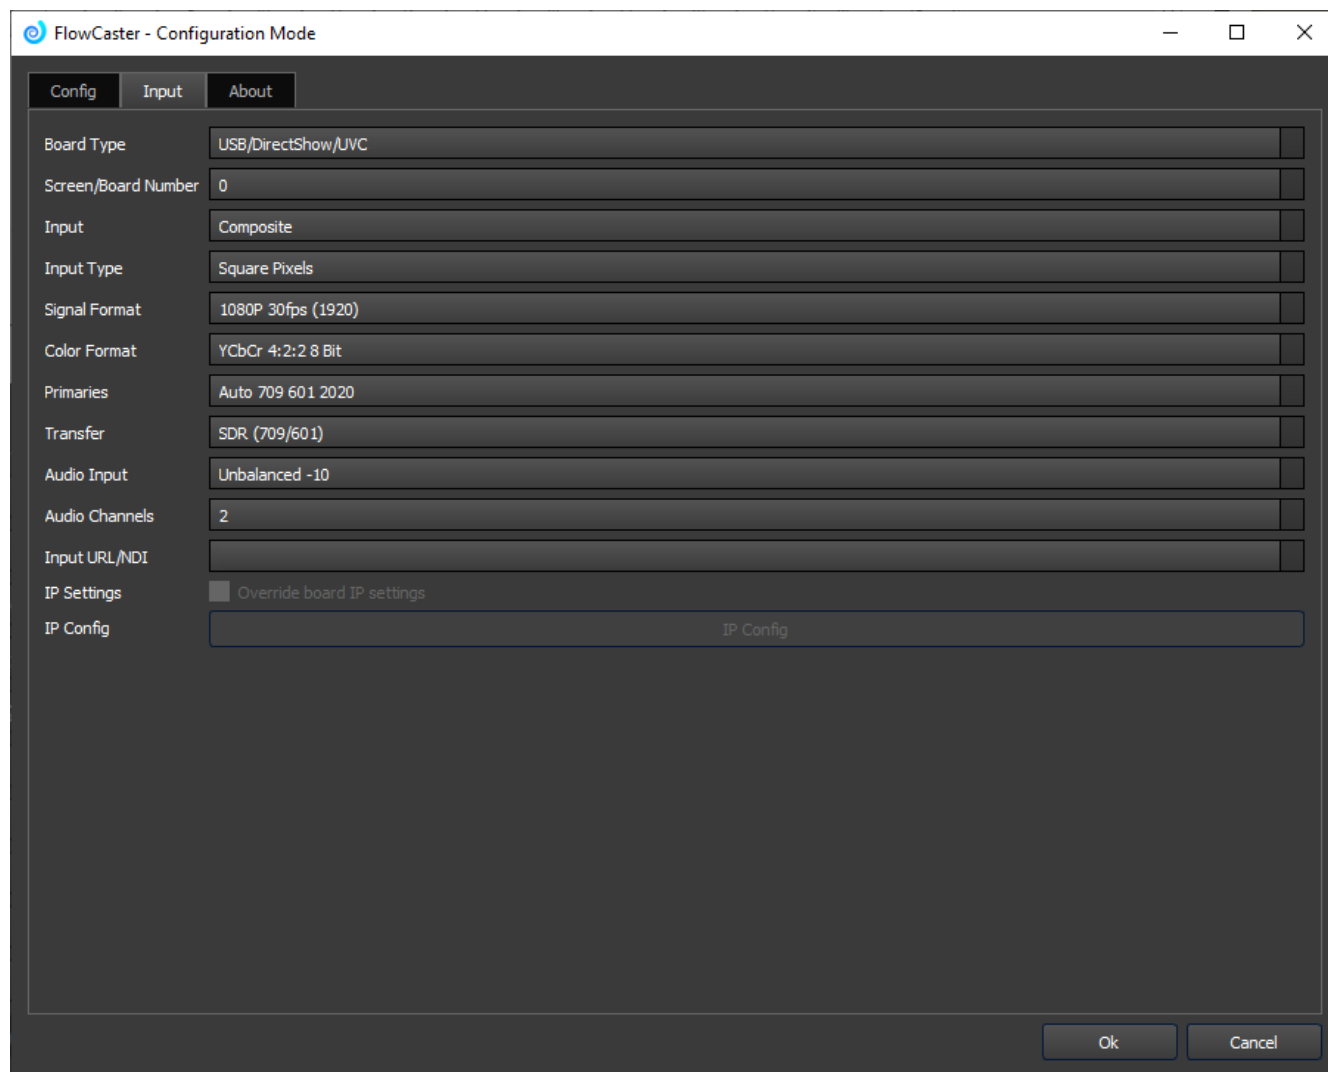 FlowCaster - Configuration Mode
Config Input About
Board Type USB/DirectShow/UVC
Screen/Board Number 0
Input Composite
Input Type Square Pixels
Signal Format 1080P 30fps (1920)
Color Format YCbCr 4:2:2 8 Bit
Primaries Auto 709 601 2020
Transfer SDR (709/601)
Audio Input Unbalanced -10
Audio Channels 2
Input URL/NDI
IP Settings Override board IP settings
IP Config IP Config
Ok Cancel